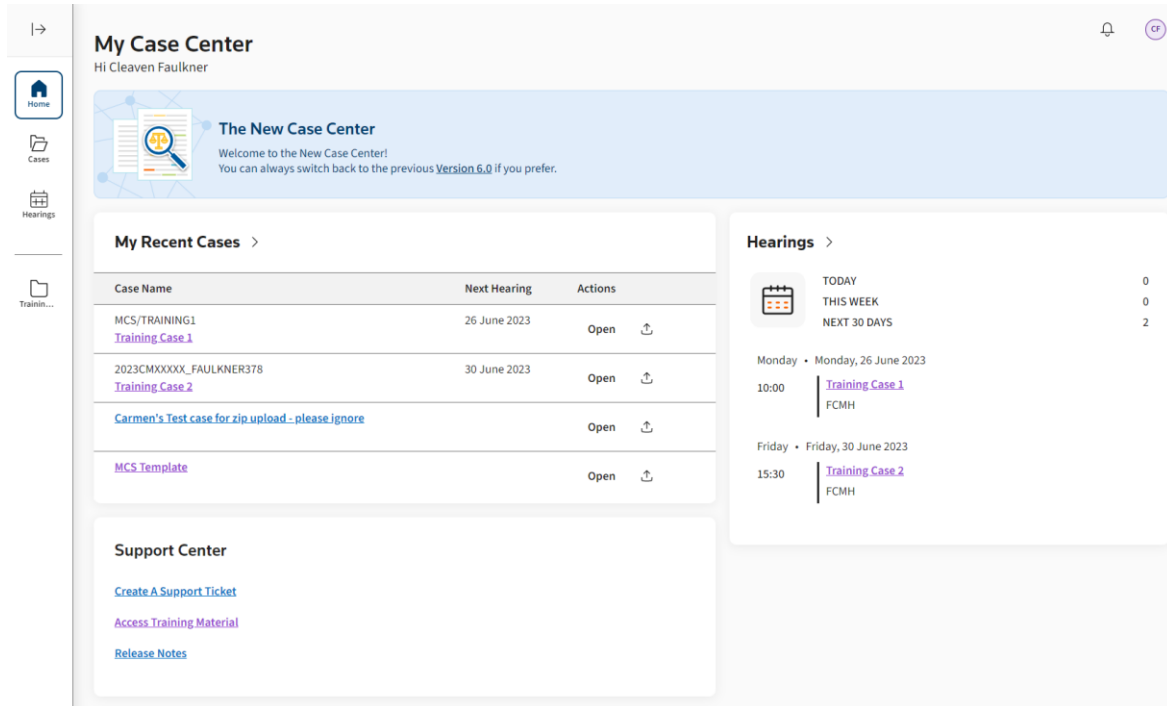 My Case Center
Hi Cleaven Faulkner
CF
Home
Cases
Hearings
Trainin...
The New Case Center
Welcome to the New Case Center!
You can always switch back to the previous Version 6.0 if you prefer.
My Recent Cases
Case Name Next Hearing Actions
MCS/TRAINING1 26 June 2023
Training Case 1 Open
2023CMXXXXX_FAULKNER378 30 June 2023
Training Case 2 Open
Carmen's Test case for zip upload - please ignore
Open
MCS Template
Open
Support Center
Create A Support Ticket
Access Training Material
Release Notes
Hearings
TODAY 0
THIS WEEK 0
NEXT 30 DAYS 2
Monday • Monday, 26 June 2023
10:00 Training Case 1
FCMH
Friday • Friday, 30 June 2023
15:30 Training Case 2
FCMH